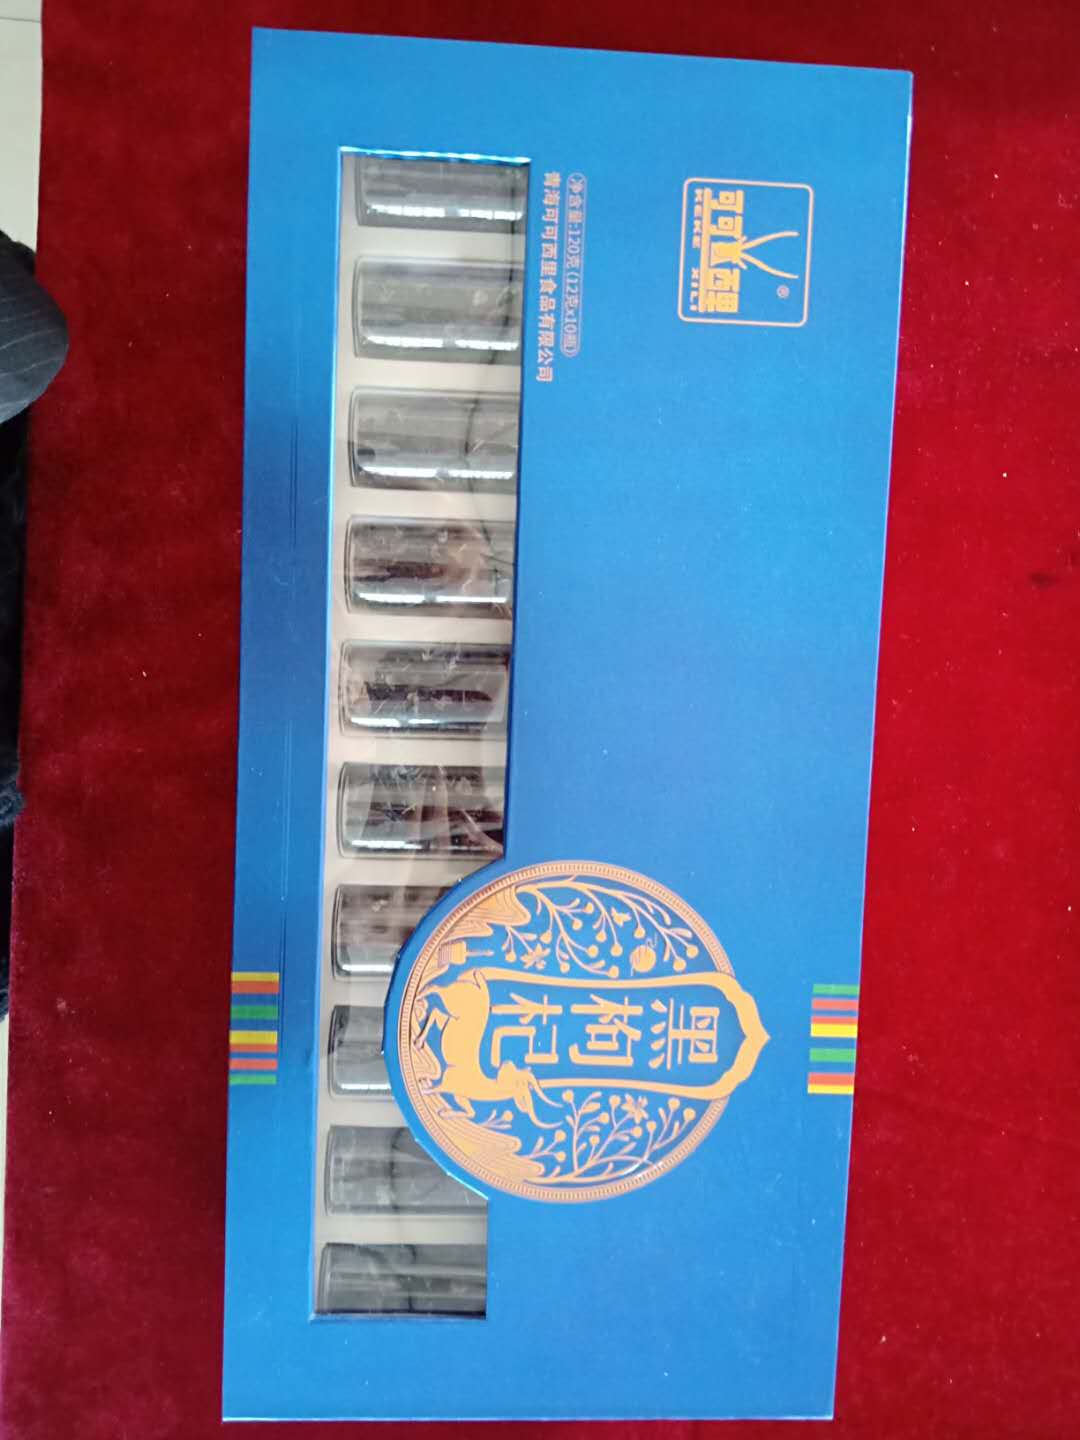 可可西里
KEKE XILI
®
净含量:120克(12克x10瓶)
青海可可西里食品有限公司
黑枸杞